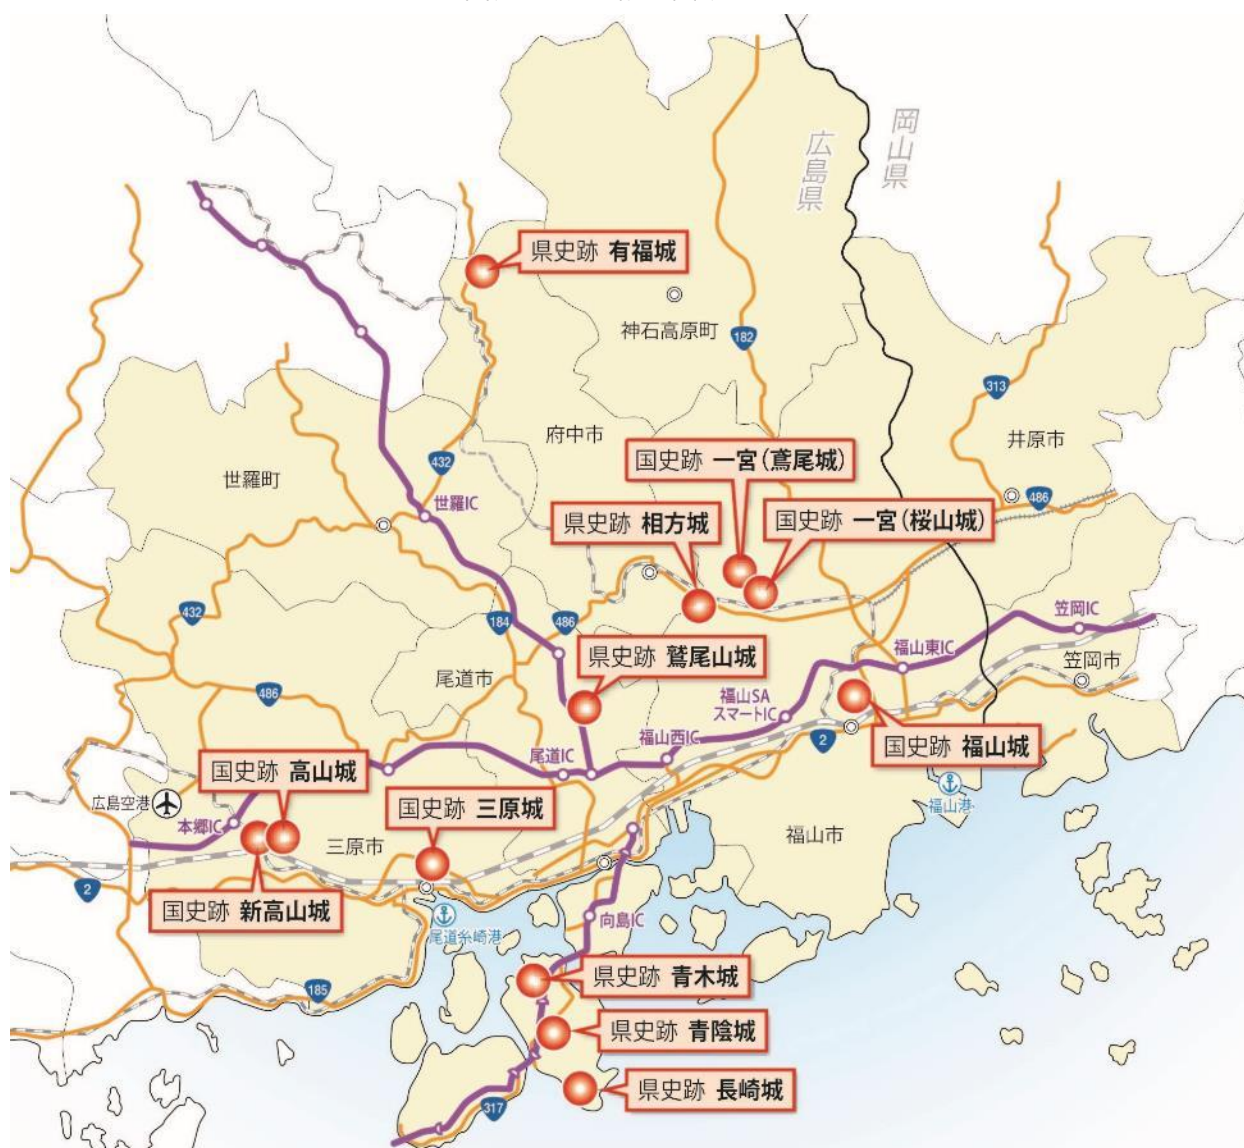 広島県
岡山県
県史跡 有福城
神石高原町
182
313
府中市
井原市
国史跡 一宮(鳶尾城)
432
世羅町
世羅IC
486
県史跡 相方城
国史跡 一宮(桜山城)
432
184
486
笠岡IC
県史跡 鷲尾山城
福山東IC
笠岡市
尾道市
486
福山SA
スマートIC
福山西IC
2
国史跡 福山城
尾道IC
国史跡 高山城
広島空港
本郷IC
国史跡 三原城
福山港
三原市
福山市
2
国史跡 新高山城
向島IC
尾道糸崎港
県史跡 青木城
185
県史跡 青陰城
県史跡 長崎城
317